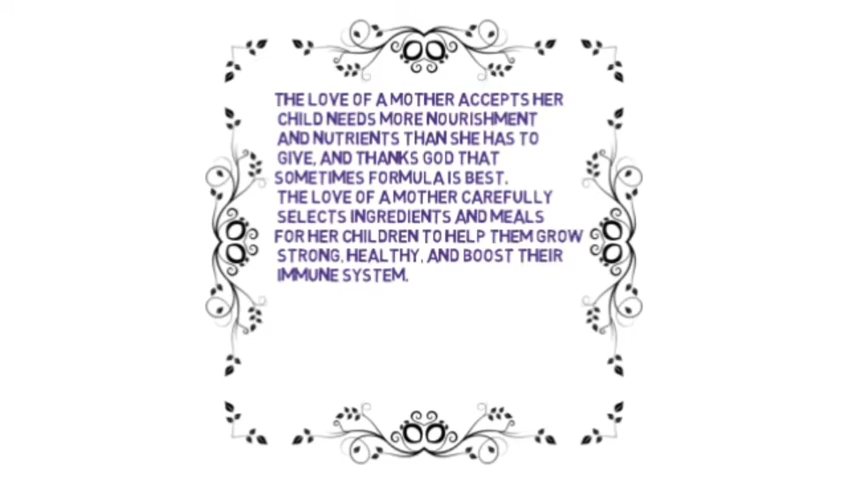 THE LOVE OF A MOTHER ACCEPTS HER
CHILD NEEDS MORE NOURISHMENT
AND NUTRIENTS THAN SHE HAS TO
GIVE, AND THANKS GOD THAT
SOMETIMES FORMULA IS BEST.
THE LOVE OF A MOTHER CAREFULLY
SELECTS INGREDIENTS AND MEALS
FOR HER CHILDREN TO HELP THEM GROW
STRONG, HEALTHY, AND BOOST THEIR
IMMUNE SYSTEM.